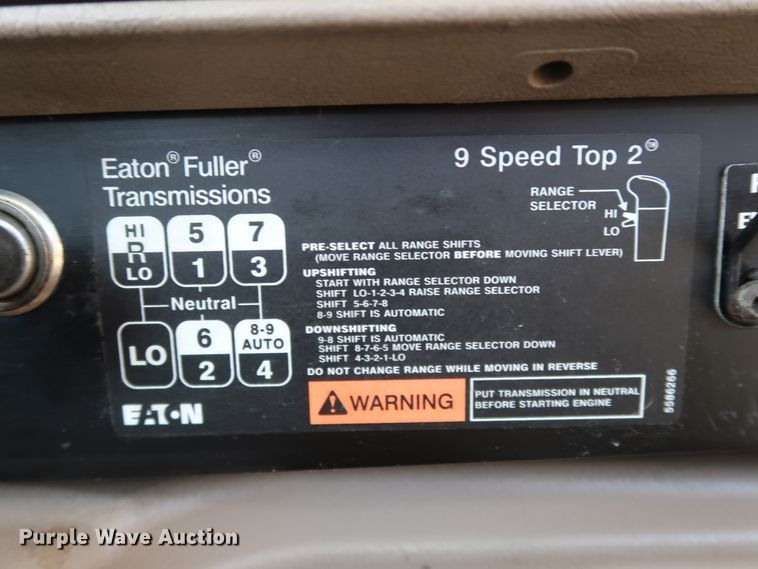 Eaton® Fuller®
Transmissions
9 Speed Top 2™
HI
R
LO
5
1
7
3
Neutral
LO
6
2
8-9
AUTO
4
EATON
RANGE
SELECTOR
HI
LO
PRE-SELECT ALL RANGE SHIFTS
(MOVE RANGE SELECTOR BEFORE MOVING SHIFT LEVER)
UPSHIFTING
START WITH RANGE SELECTOR DOWN
SHIFT LO-1-2-3-4 RAISE RANGE SELECTOR
SHIFT 5-6-7-8
8-9 SHIFT IS AUTOMATIC
DOWNSHIFTING
9-8 SHIFT IS AUTOMATIC
SHIFT 8-7-6-5 MOVE RANGE SELECTOR DOWN
SHIFT 4-3-2-1-LO
DO NOT CHANGE RANGE WHILE MOVING IN REVERSE
WARNING
PUT TRANSMISSION IN NEUTRAL
BEFORE STARTING ENGINE
5586266
Purple Wave Auction